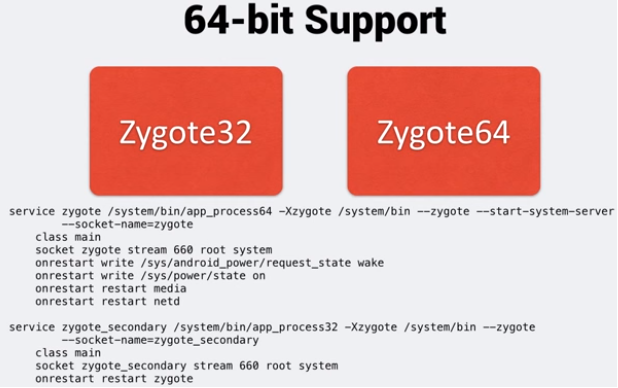 64-bit Support
Zygote32
Zygote64
service zygote /system/bin/app_process64 -Xzygote /system/bin --zygote --start-system-server
--socket-name=zygote
class main
socket zygote stream 660 root system
onrestart write /sys/android_power/request_state wake
onrestart write /sys/power/state on
onrestart restart media
onrestart restart netd
service zygote_secondary /system/bin/app_process32 -Xzygote /system/bin --zygote
--socket-name=zygote_secondary
class main
socket zygote_secondary stream 660 root system
onrestart restart zygote